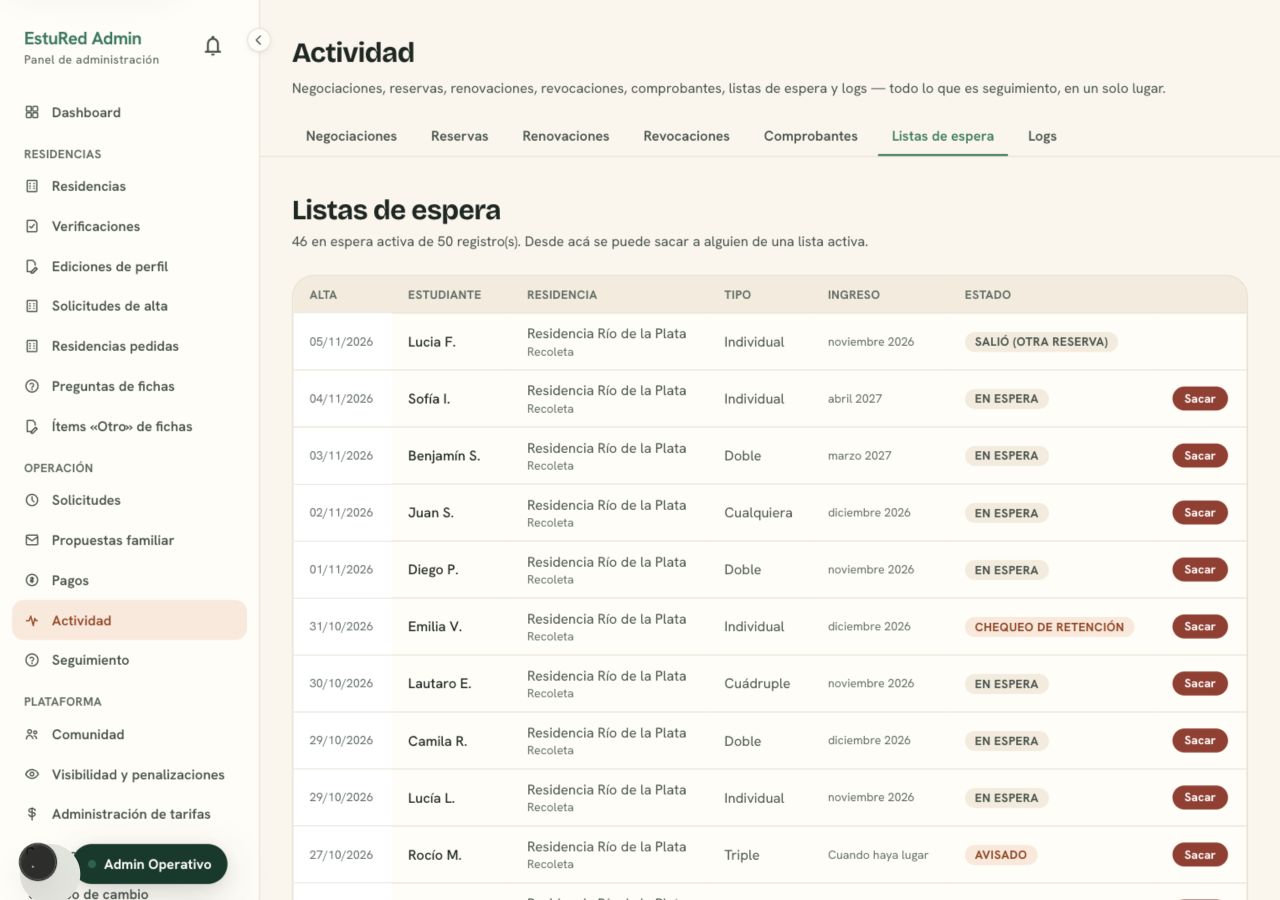 EstuRed Admin
Panel de administración
Dashboard
RESIDENCIAS
Residencias
Verificaciones
Ediciones de perfil
Solicitudes de alta
Residencias pedidas
Preguntas de fichas
Ítems «Otro» de fichas
OPERACIÓN
Solicitudes
Propuestas familiar
Pagos
Actividad
Seguimiento
PLATAFORMA
Comunidad
Visibilidad y penalizaciones
Administración de tarifas
Admin Operativo
de cambio
Actividad
Negociaciones, reservas, renovaciones, revocaciones, comprobantes, listas de espera y logs — todo lo que es seguimiento, en un solo lugar.
Negociaciones Reservas Renovaciones Revocaciones Comprobantes Listas de espera Logs
Listas de espera
46 en espera activa de 50 registro(s). Desde acá se puede sacar a alguien de una lista activa.
ALTA ESTUDIANTE RESIDENCIA TIPO INGRESO ESTADO
05/11/2026 Lucia F. Residencia Río de la Plata Individual noviembre 2026 SALIÓ (OTRA RESERVA)
Recoleta
04/11/2026 Sofía I. Residencia Río de la Plata Individual abril 2027 EN ESPERA Sacar
Recoleta
03/11/2026 Benjamín S. Residencia Río de la Plata Doble marzo 2027 EN ESPERA Sacar
Recoleta
02/11/2026 Juan S. Residencia Río de la Plata Cualquiera diciembre 2026 EN ESPERA Sacar
Recoleta
01/11/2026 Diego P. Residencia Río de la Plata Doble noviembre 2026 EN ESPERA Sacar
Recoleta
31/10/2026 Emilia V. Residencia Río de la Plata Individual diciembre 2026 CHEQUEO DE RETENCIÓN Sacar
Recoleta
30/10/2026 Lautaro E. Residencia Río de la Plata Cuádruple noviembre 2026 EN ESPERA Sacar
Recoleta
29/10/2026 Camila R. Residencia Río de la Plata Doble diciembre 2026 EN ESPERA Sacar
Recoleta
29/10/2026 Lucía L. Residencia Río de la Plata Individual noviembre 2026 EN ESPERA Sacar
Recoleta
27/10/2026 Rocío M. Residencia Río de la Plata Triple Cuando haya lugar AVISADO Sacar
Recoleta